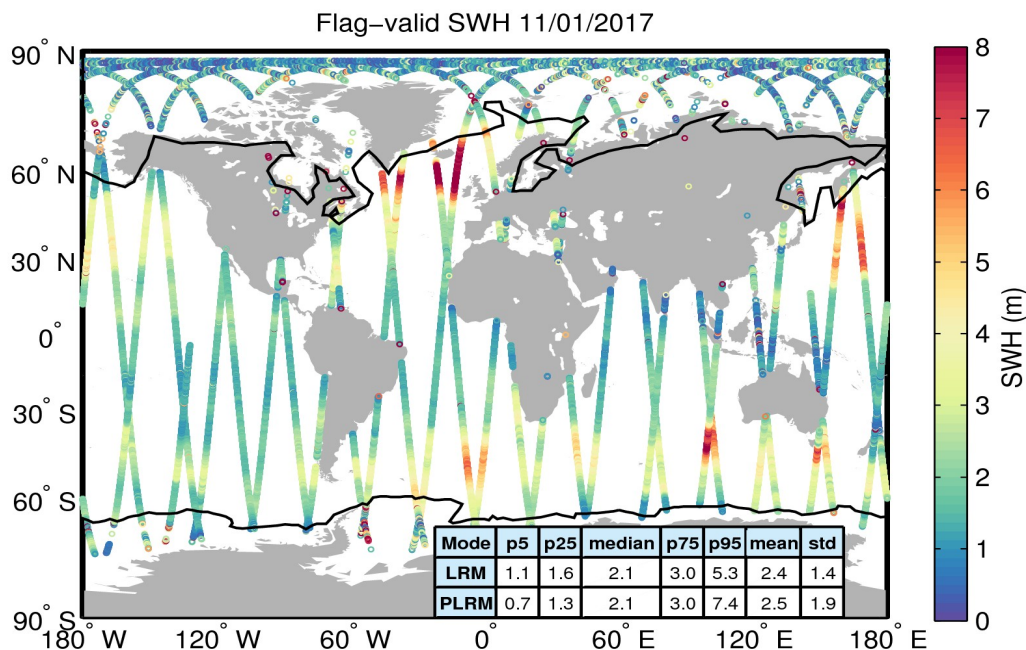 Flag−valid SWH 11/01/2017
90° N
60° N
30° N
0°
30° S
60° S
90° S
180° W
120° W
60° W
0°
60° E
120° E
180° E
8
7
6
5
4
3
2
1
0
SWH (m)
Mode p5 p25 median p75 p95 mean std
LRM 1.1 1.6 2.1 3.0 5.3 2.4 1.4
PLRM 0.7 1.3 2.1 3.0 7.4 2.5 1.9